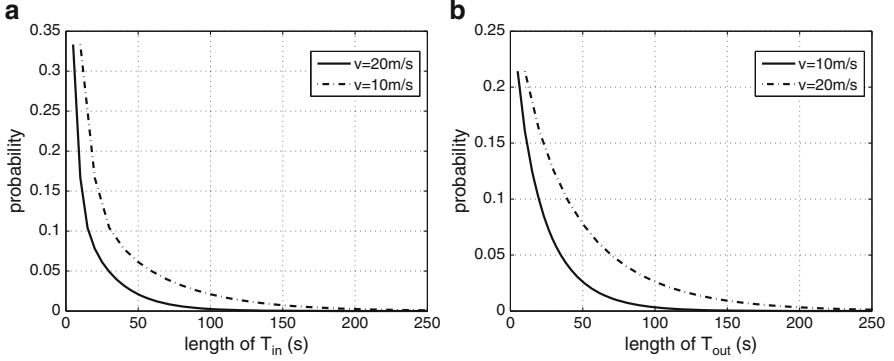 a
0.35
0.3
0.25
0.2
0.15
0.1
0.05
0
probability
v=20m/s
v=10m/s
0 50 100 150 200 250
length of T_in (s)
b
0.25
0.2
0.15
0.1
0.05
0
probability
v=10m/s
v=20m/s
0 50 100 150 200 250
length of T_out (s)